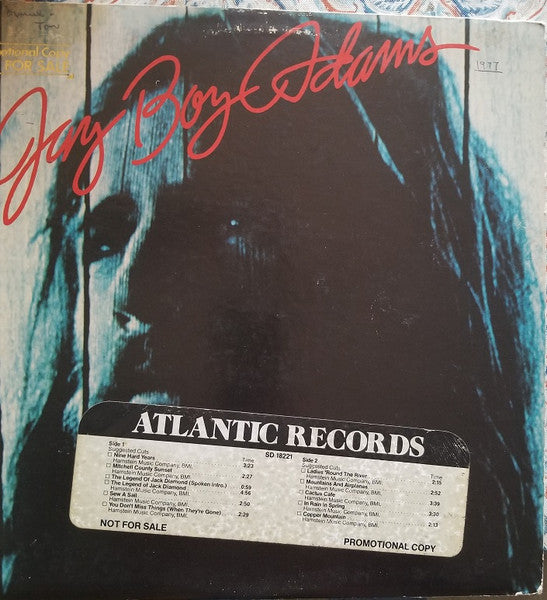 Ton
otional Copy
FOR SALE
Jay Boy Adams
1977
ATLANTIC RECORDS
SD 18221
Side 1
Suggested Cuts Time
Nine Hard Years 3:23
Hamstein Music Company, BMI.
Mitchell County Sunset 2:27
Hamstein Music Company, BMI.
The Legend Of Jack Diamond (Spoken Intro.) 0:59
The Legend of Jack Diamond 4:56
Hamstein Music Company, BMI.
Sew A Sail 2:50
Hamstein Music Company, BMI.
You Don't Miss Things (When They're Gone) 2:29
Hamstein Music Company, BMI.
Side 2
Suggested Cuts Time
Ladies 'Round The River 2:15
Hamstein Music Company, BMI.
Mountains And Airplanes 2:52
Hamstein Music Company, BMI.
Cactus Cafe 3:39
Hamstein Music Company, BMI.
In Rain in Spring 3:30
Hamstein Music Company, BMI.
Copper Mountain 2:13
Hamstein Music Company, BMI.
NOT FOR SALE
PROMOTIONAL COPY